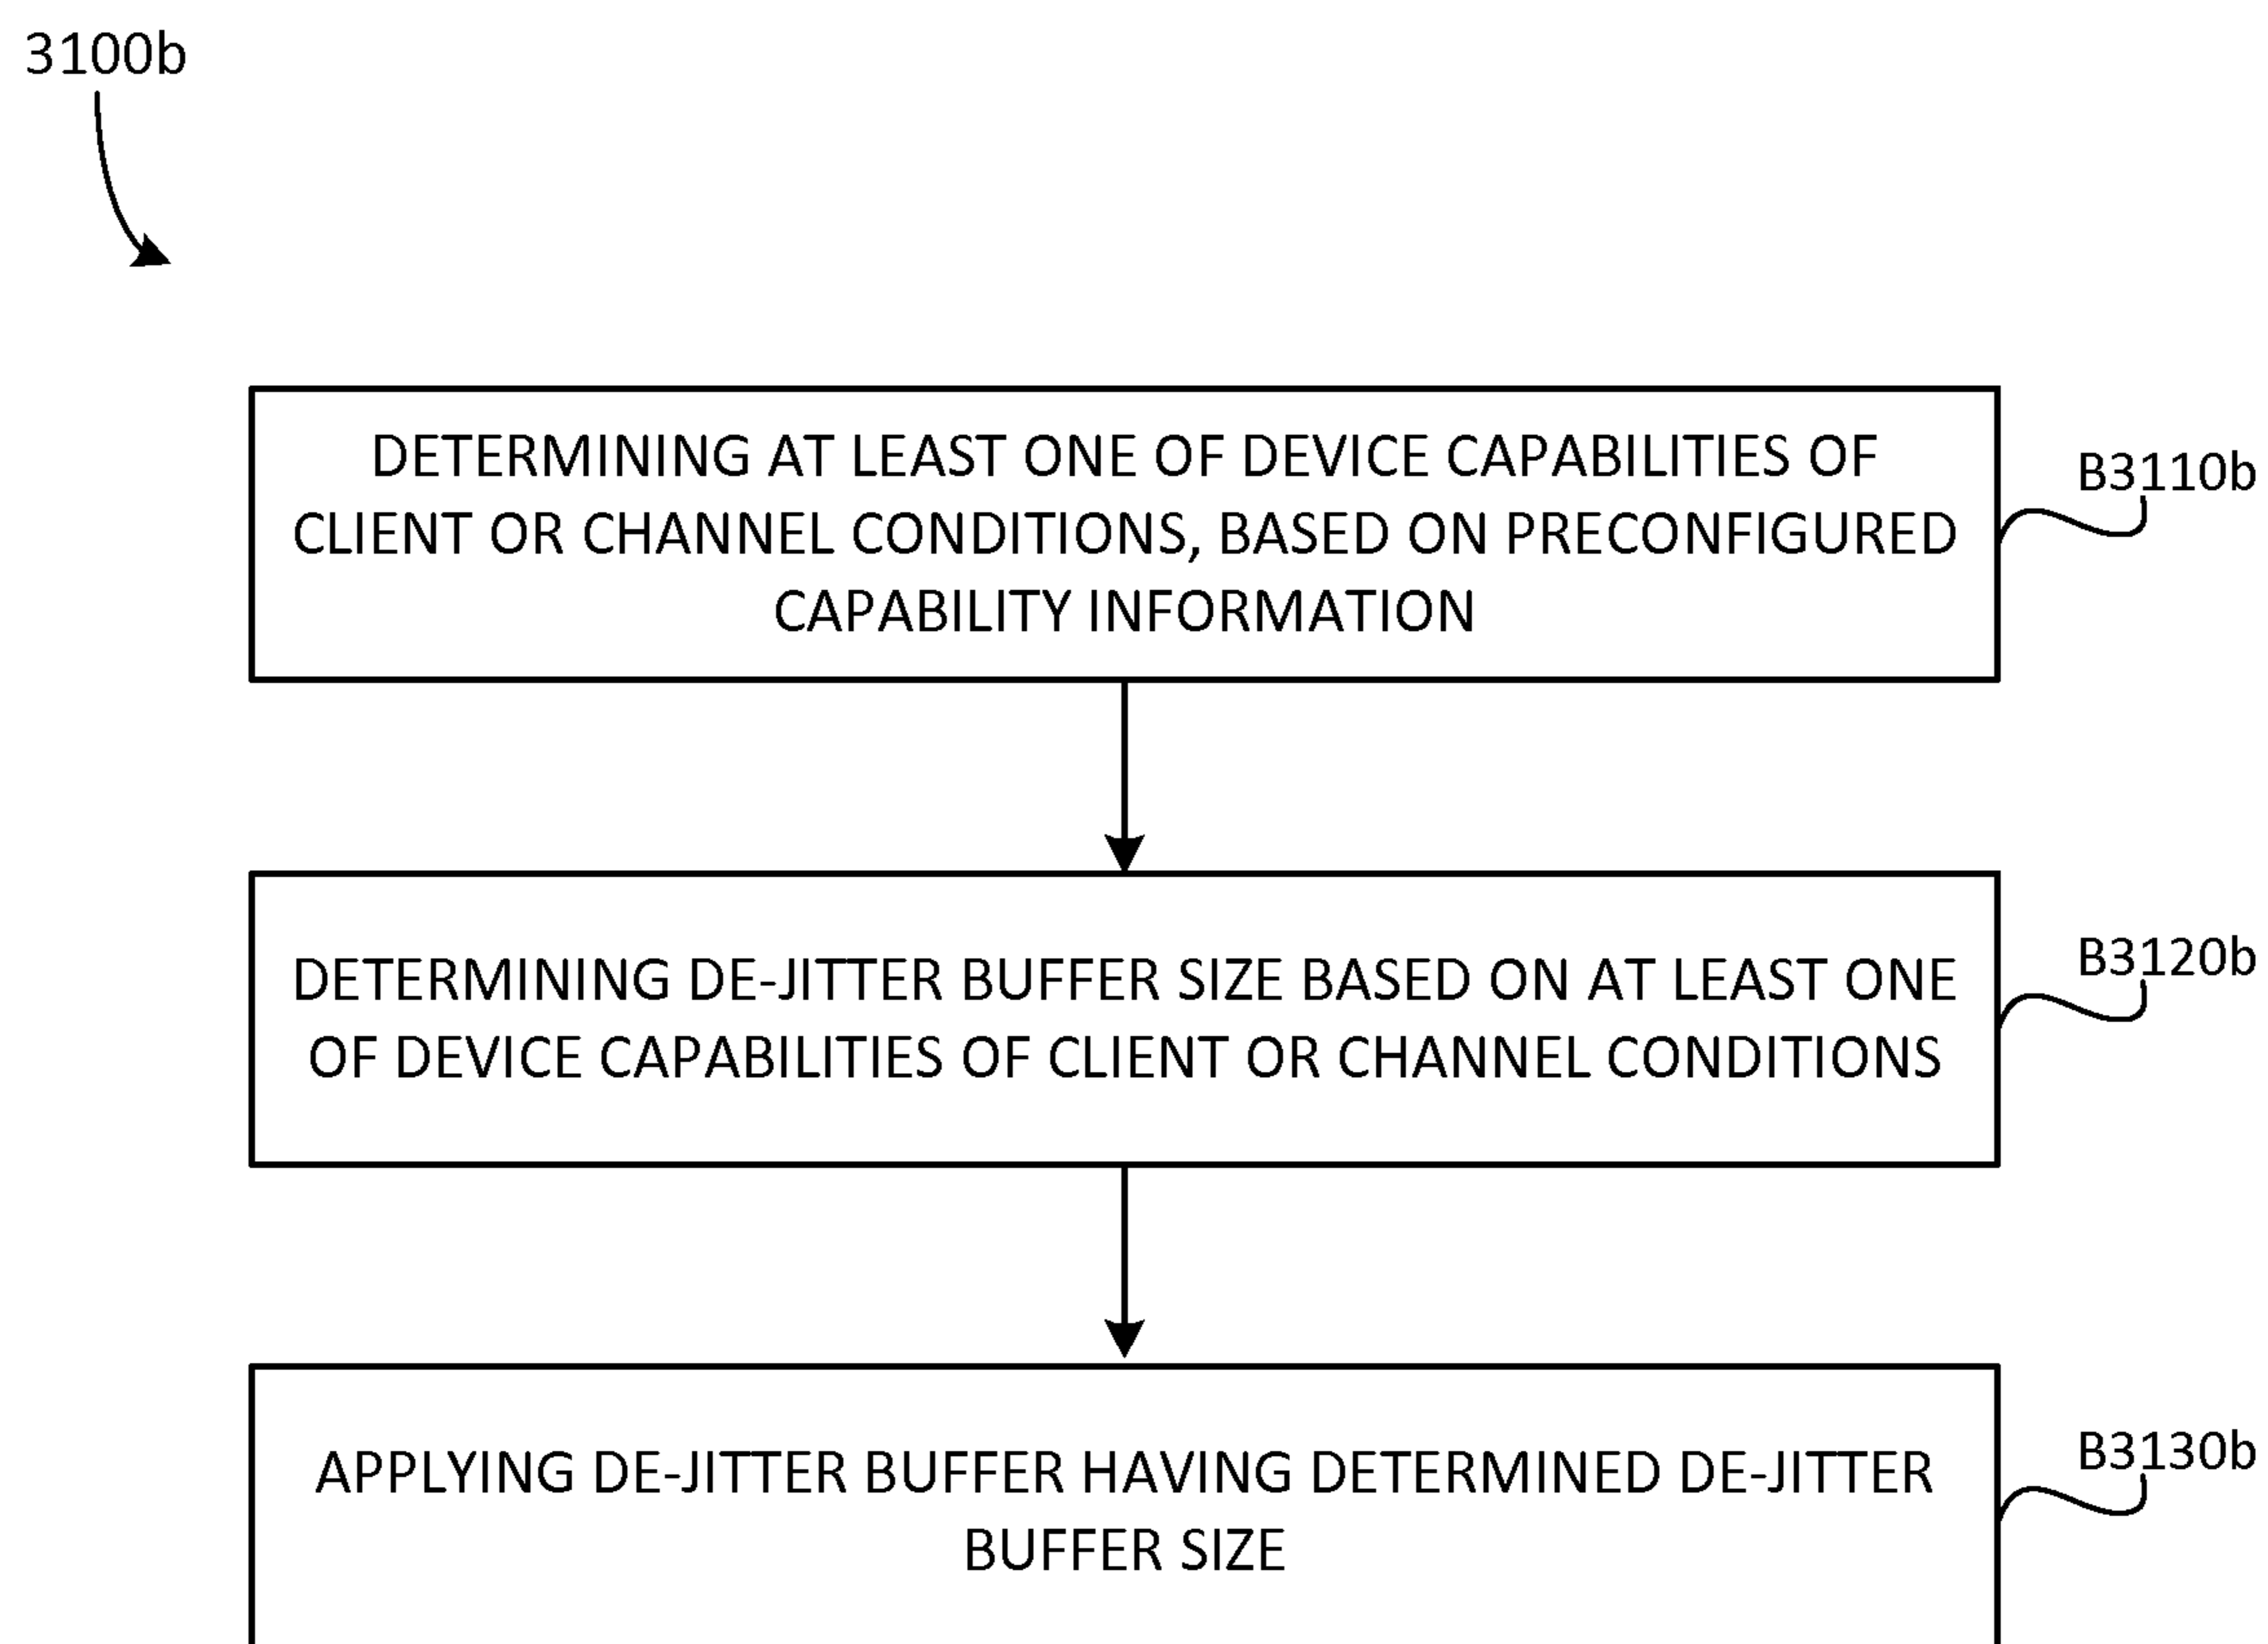 3100b
DETERMINING AT LEAST ONE OF DEVICE CAPABILITIES OF
CLIENT OR CHANNEL CONDITIONS, BASED ON PRECONFIGURED
CAPABILITY INFORMATION
B3110b
DETERMINING DE-JITTER BUFFER SIZE BASED ON AT LEAST ONE
OF DEVICE CAPABILITIES OF CLIENT OR CHANNEL CONDITIONS
B3120b
APPLYING DE-JITTER BUFFER HAVING DETERMINED DE-JITTER
BUFFER SIZE
B3130b